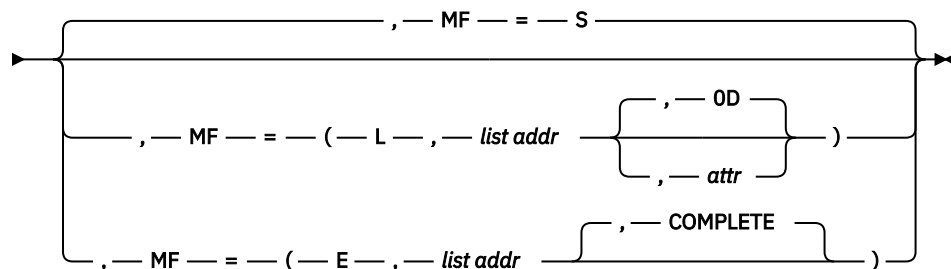 , MF = S
, 0D
, MF = ( L , list addr )
, attr
, COMPLETE
, MF = ( E , list addr )